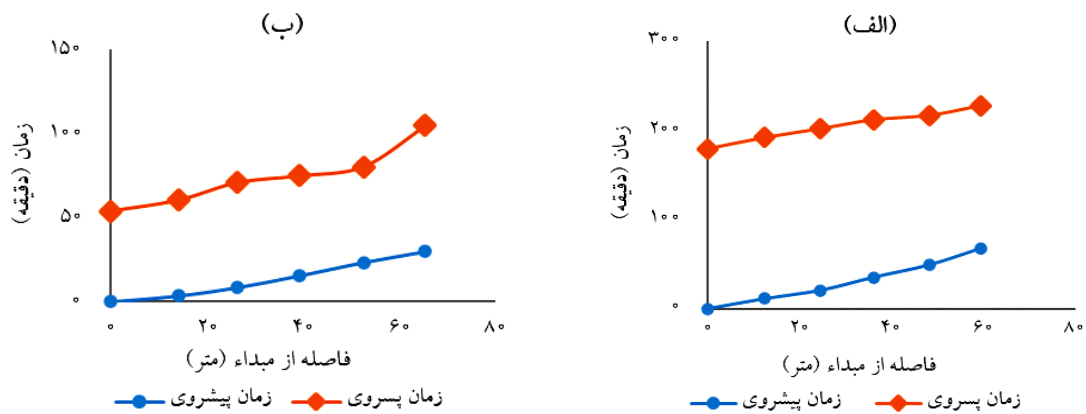 (الف)
۳۰۰
۲۰۰
۱۰۰
۰
زمان (دقیقه)
۰ ۲۰ ۴۰ ۶۰ ۸۰
فاصله از مبداء (متر)
زمان پسروی زمان پیشروی
(ب)
۱۵۰
۱۰۰
۵۰
۰
زمان (دقیقه)
۰ ۲۰ ۴۰ ۶۰ ۸۰
فاصله از مبداء (متر)
زمان پسروی زمان پیشروی